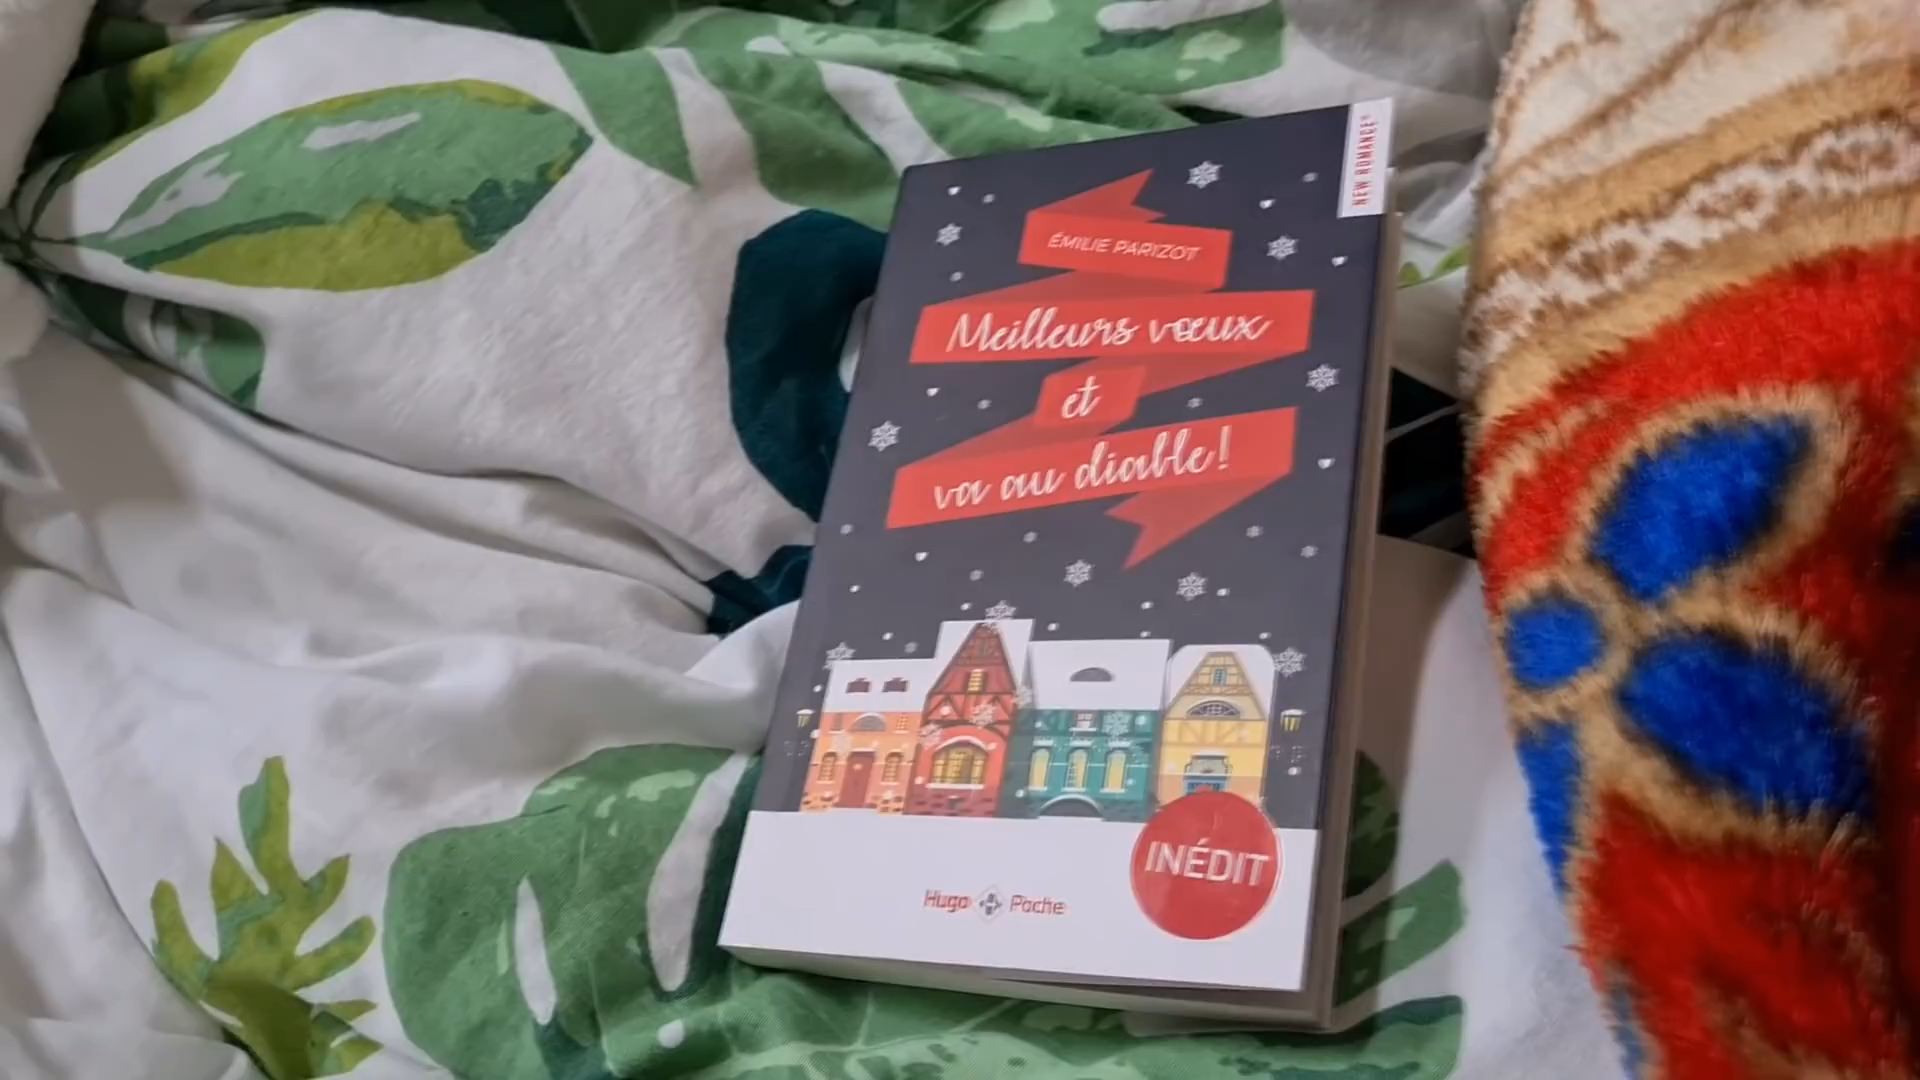 NEW ROMANCE®
ÉMILIE PARIZOT
Meilleurs vœux
et
va au diable!
INÉDIT
Hugo Poche